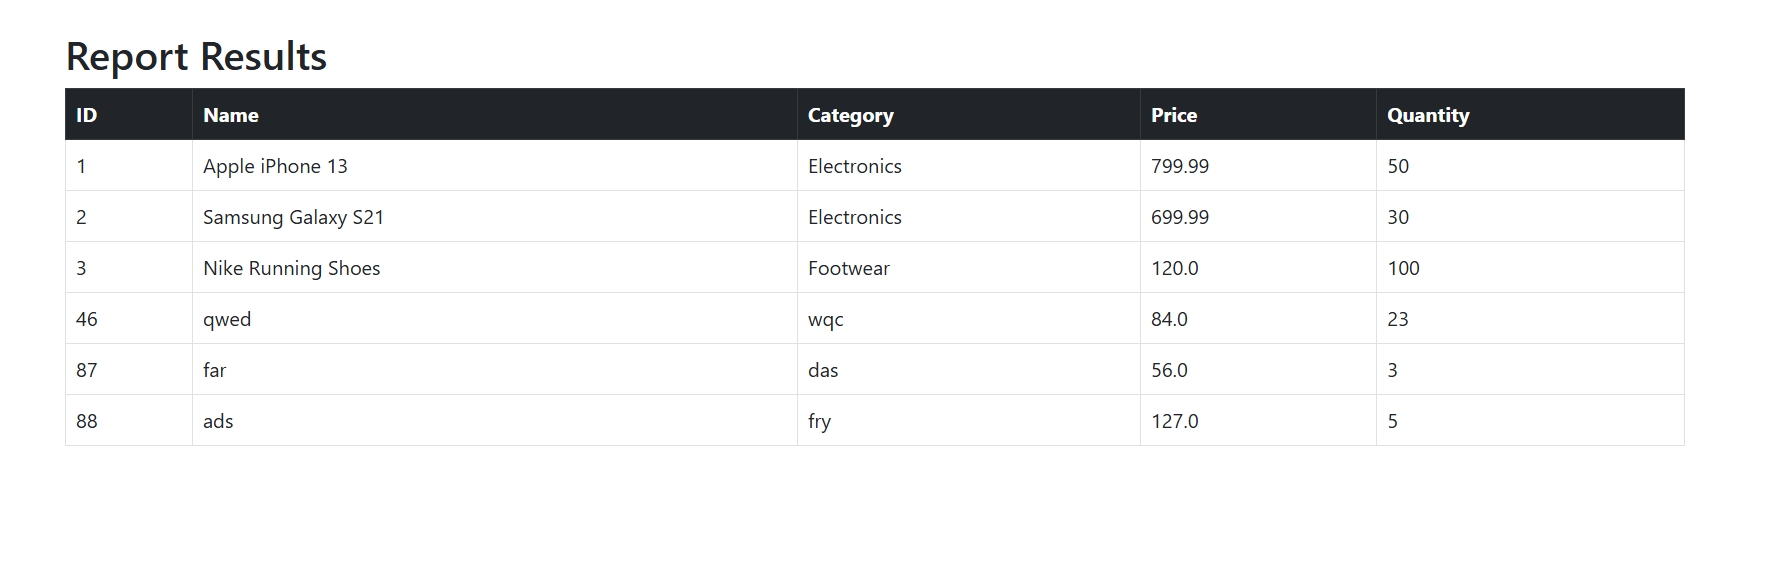 Report Results
ID Name Category Price Quantity
1 Apple iPhone 13 Electronics 799.99 50
2 Samsung Galaxy S21 Electronics 699.99 30
3 Nike Running Shoes Footwear 120.0 100
46 qwed wqc 84.0 23
87 far das 56.0 3
88 ads fry 127.0 5